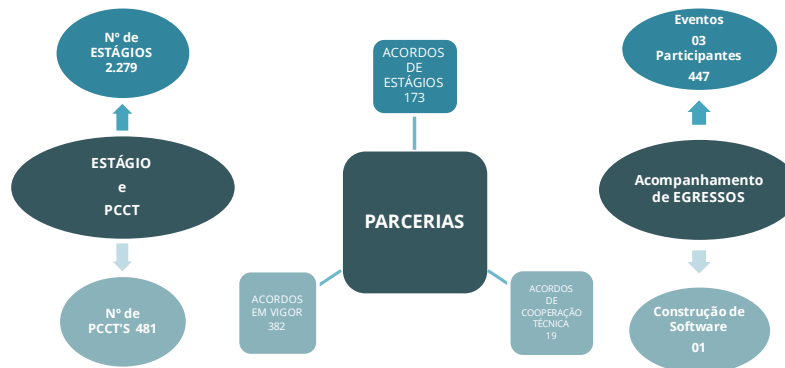 Nº de
ESTÁGIOS
2.279
ESTÁGIO
e
PCCT
Nº de
PCCT'S 481
ACORDOS
DE
ESTÁGIOS
173
PARCERIAS
ACORDOS
EM VIGOR
382
ACORDOS
DE
COOPERAÇÃO
TÉCNICA
19
Eventos
03
Participantes
447
Acompanhamento
de EGRESSOS
Construção de
Software
01